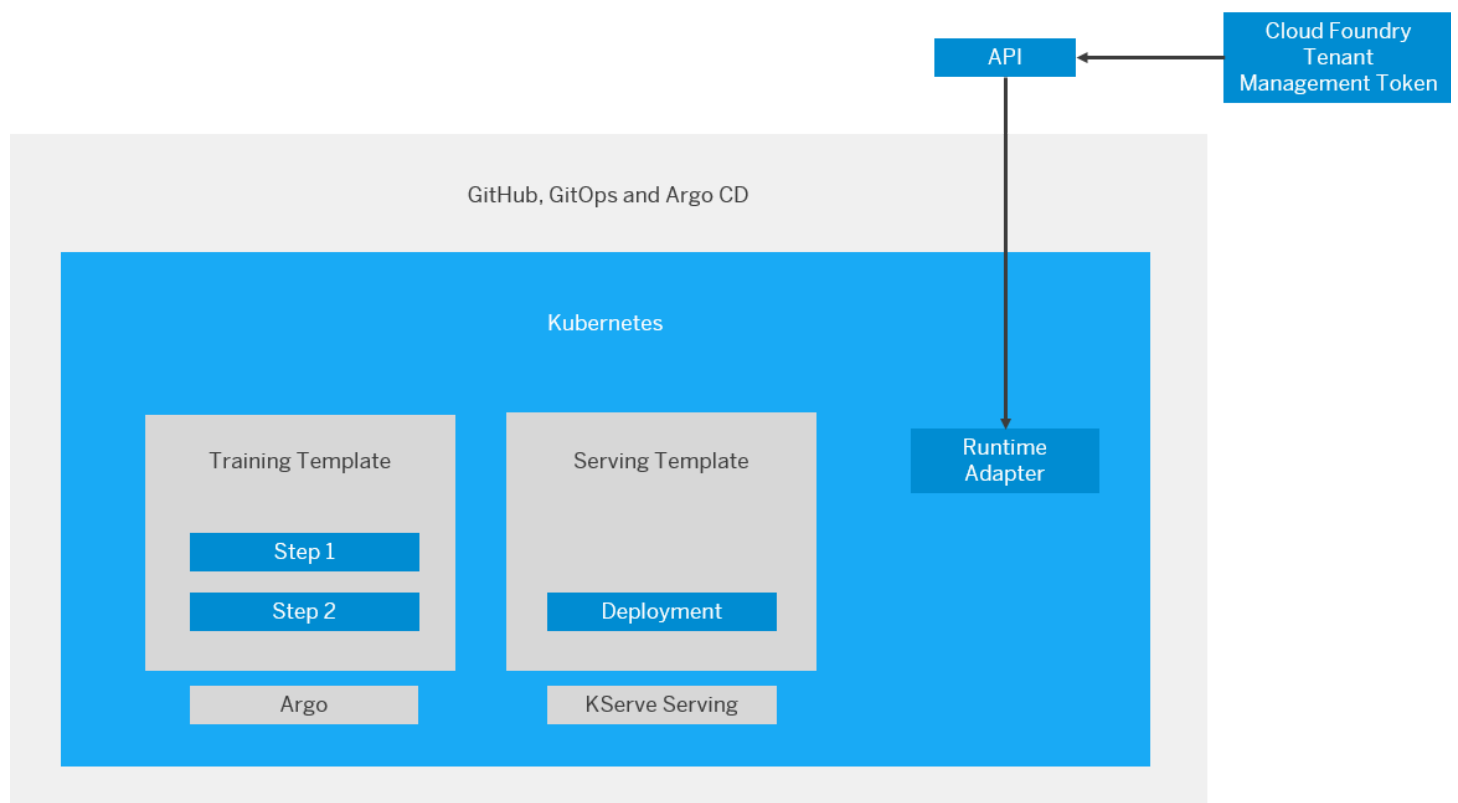 Cloud Foundry
Tenant
Management Token
API
GitHub, GitOps and Argo CD
Kubernetes
Training Template
Step 1
Step 2
Argo
Serving Template
Deployment
KServe Serving
Runtime
Adapter